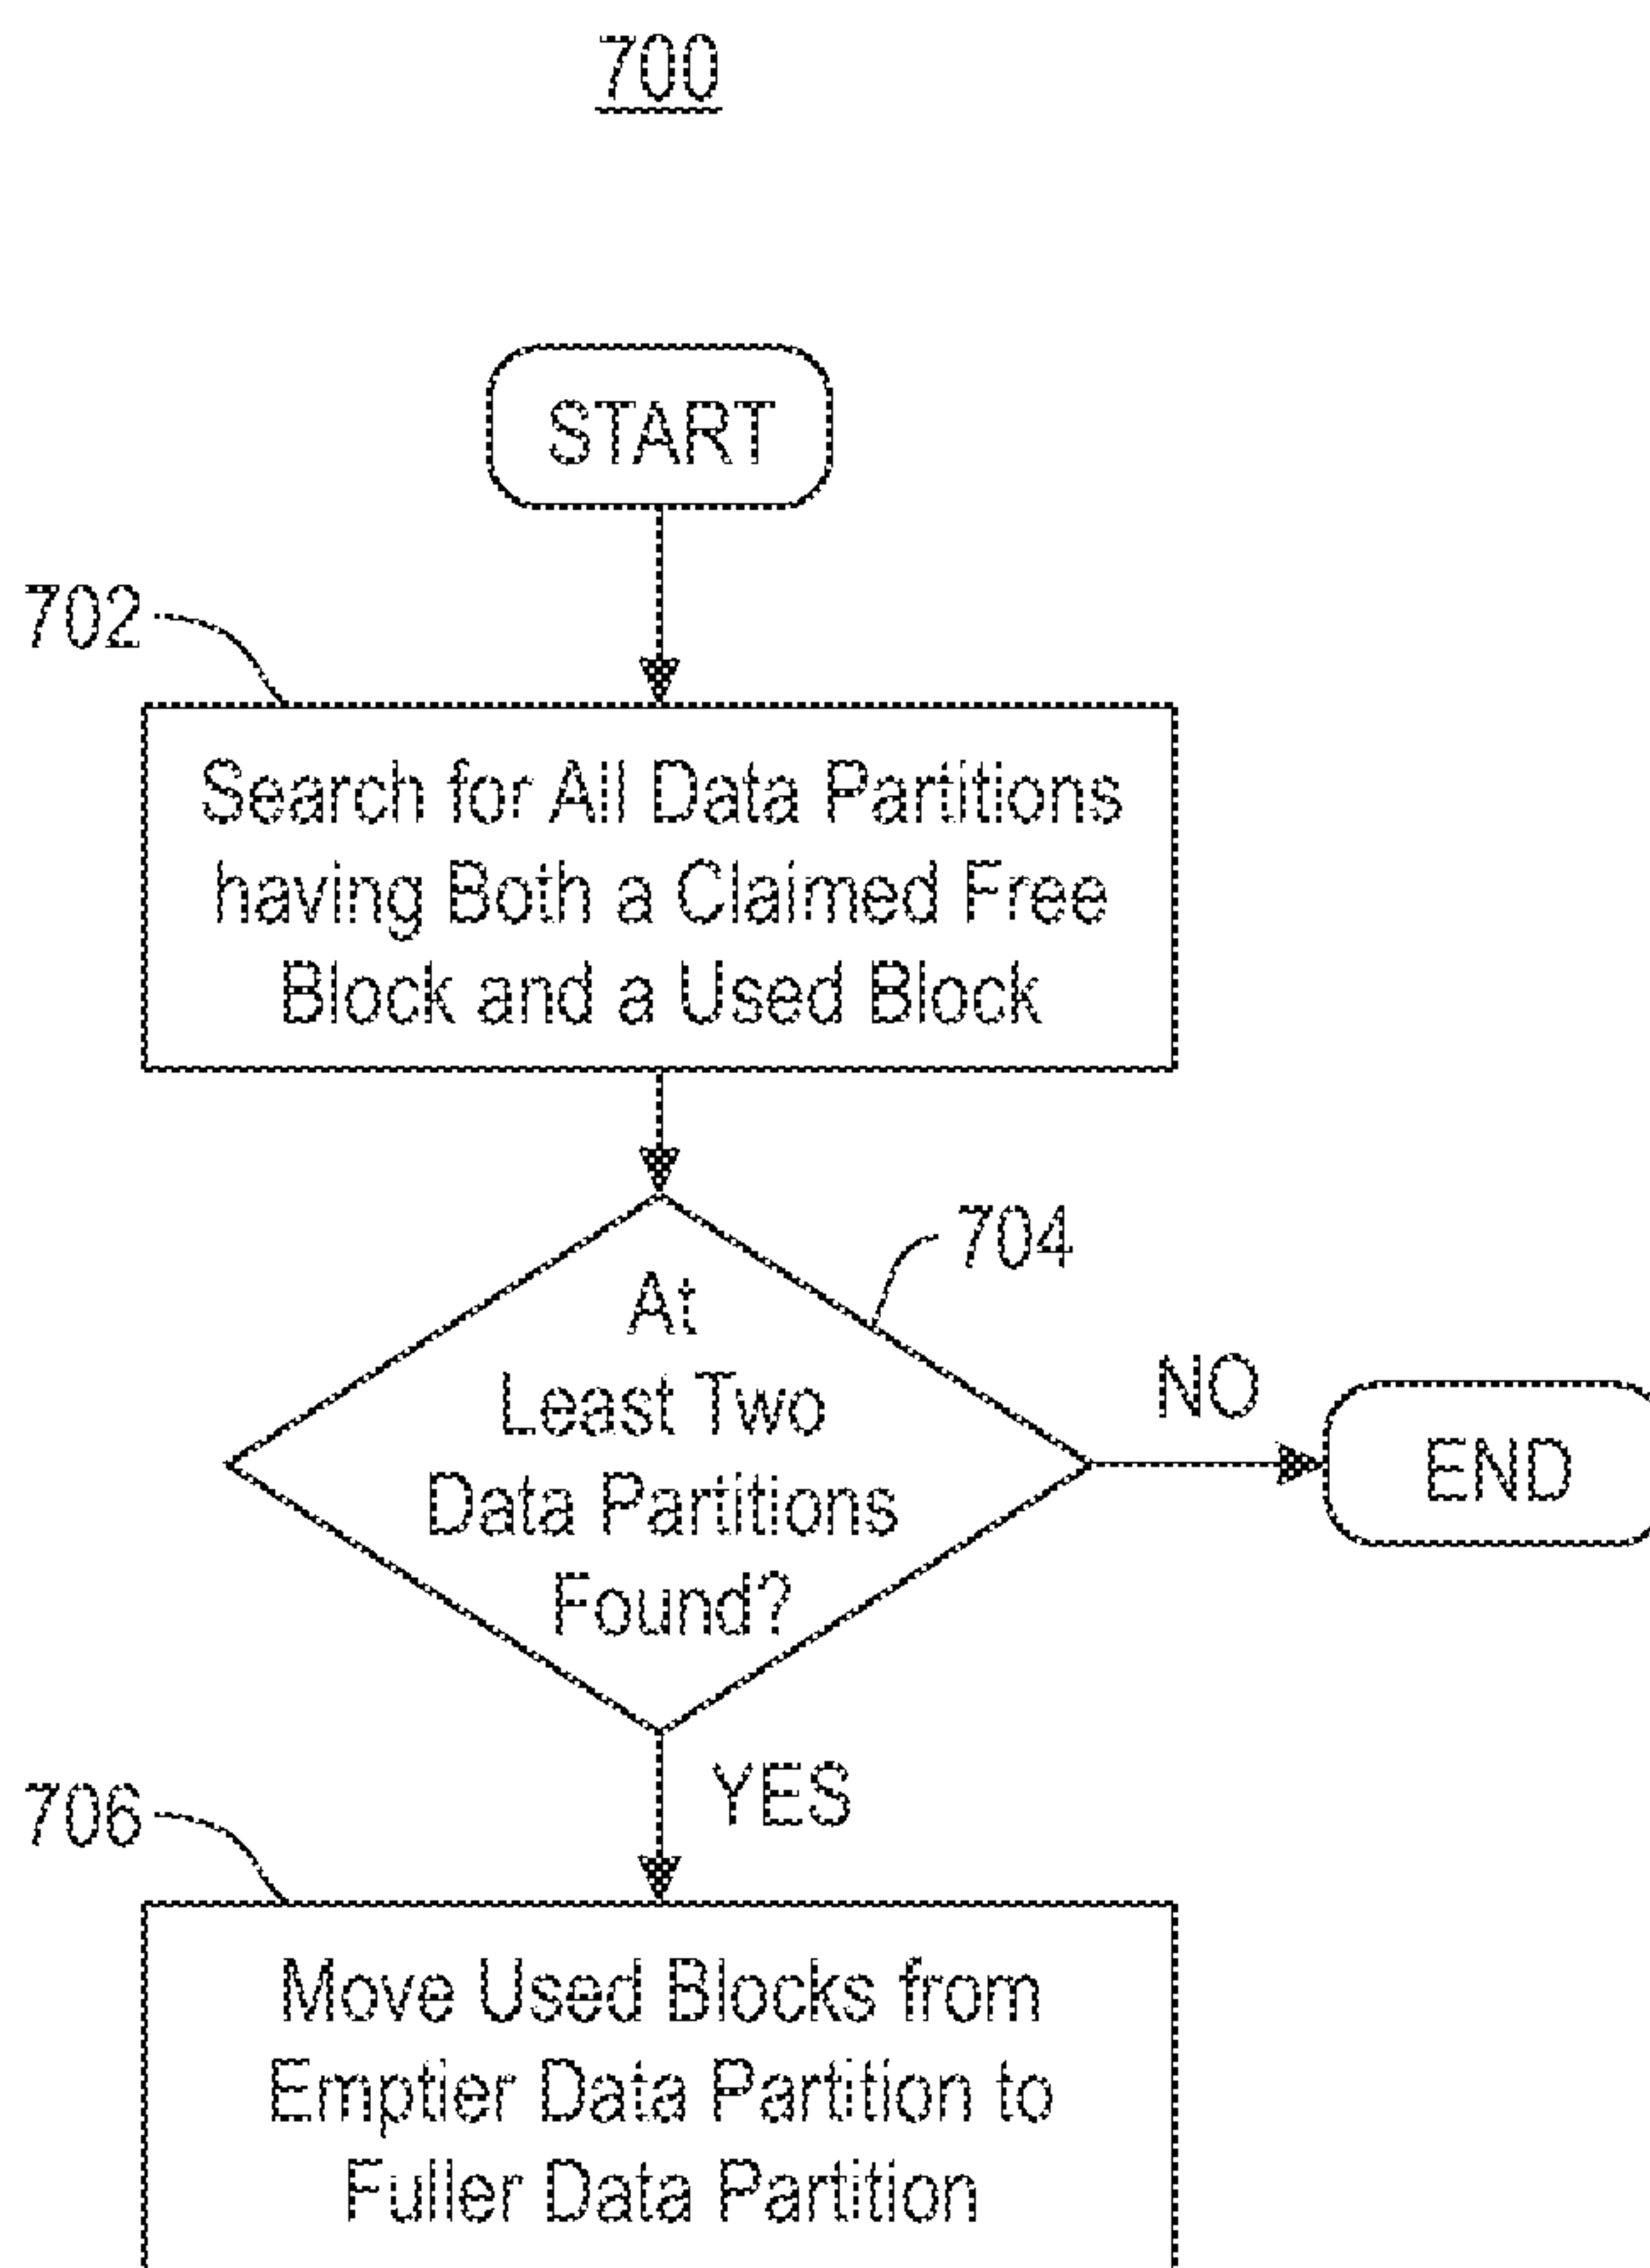 700
START
702
Search for All Data Partitions
having Both a Claimed Free
Block and a Used Block
704
At
Least Two
Data Partitions
Found?
NO
END
YES
706
Move Used Blocks from
Emptier Data Partition to
Fuller Data Partition